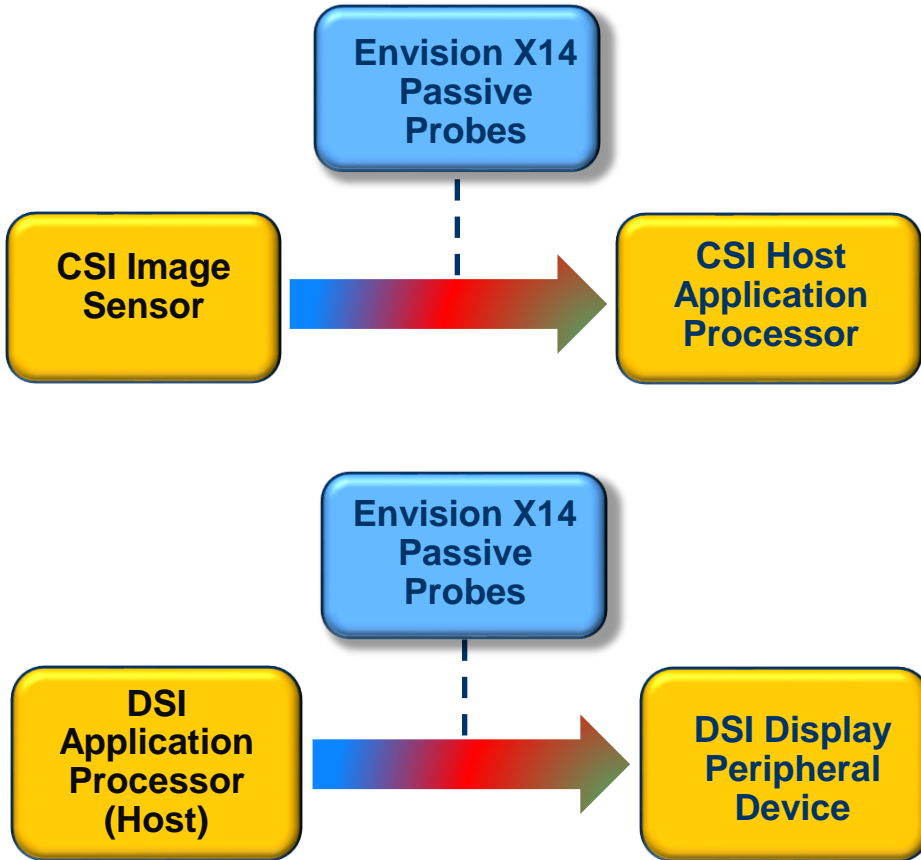 Envision X14
Passive
Probes
CSI Image
Sensor
CSI Host
Application
Processor
Envision X14
Passive
Probes
DSI
Application
Processor
(Host)
DSI Display
Peripheral
Device